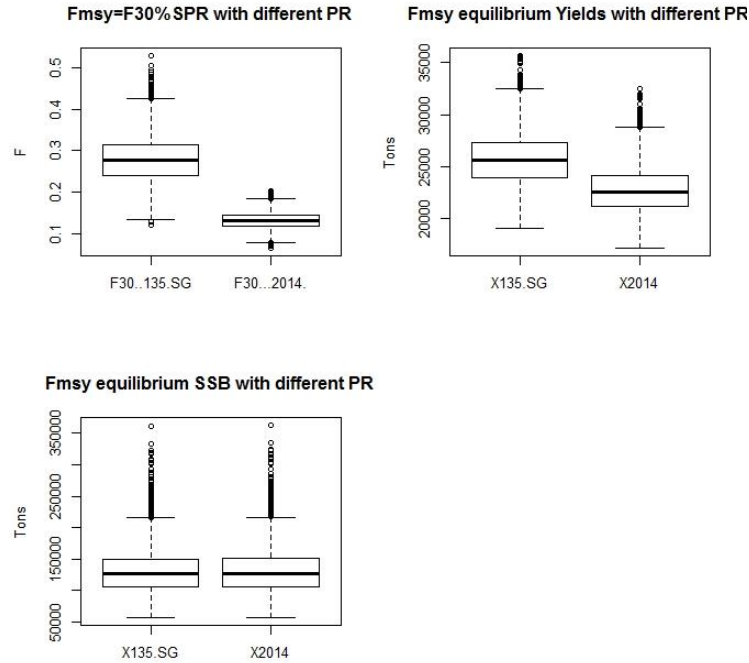 Fmsy=F30%SPR with different PR
F
0.5
0.4
0.3
0.2
0.1
F30..135.SG
F30...2014.
Fmsy equilibrium Yields with different PR
Tons
35000
30000
25000
20000
X135.SG
X2014
Fmsy equilibrium SSB with different PR
Tons
350000
250000
150000
50000
X135.SG
X2014